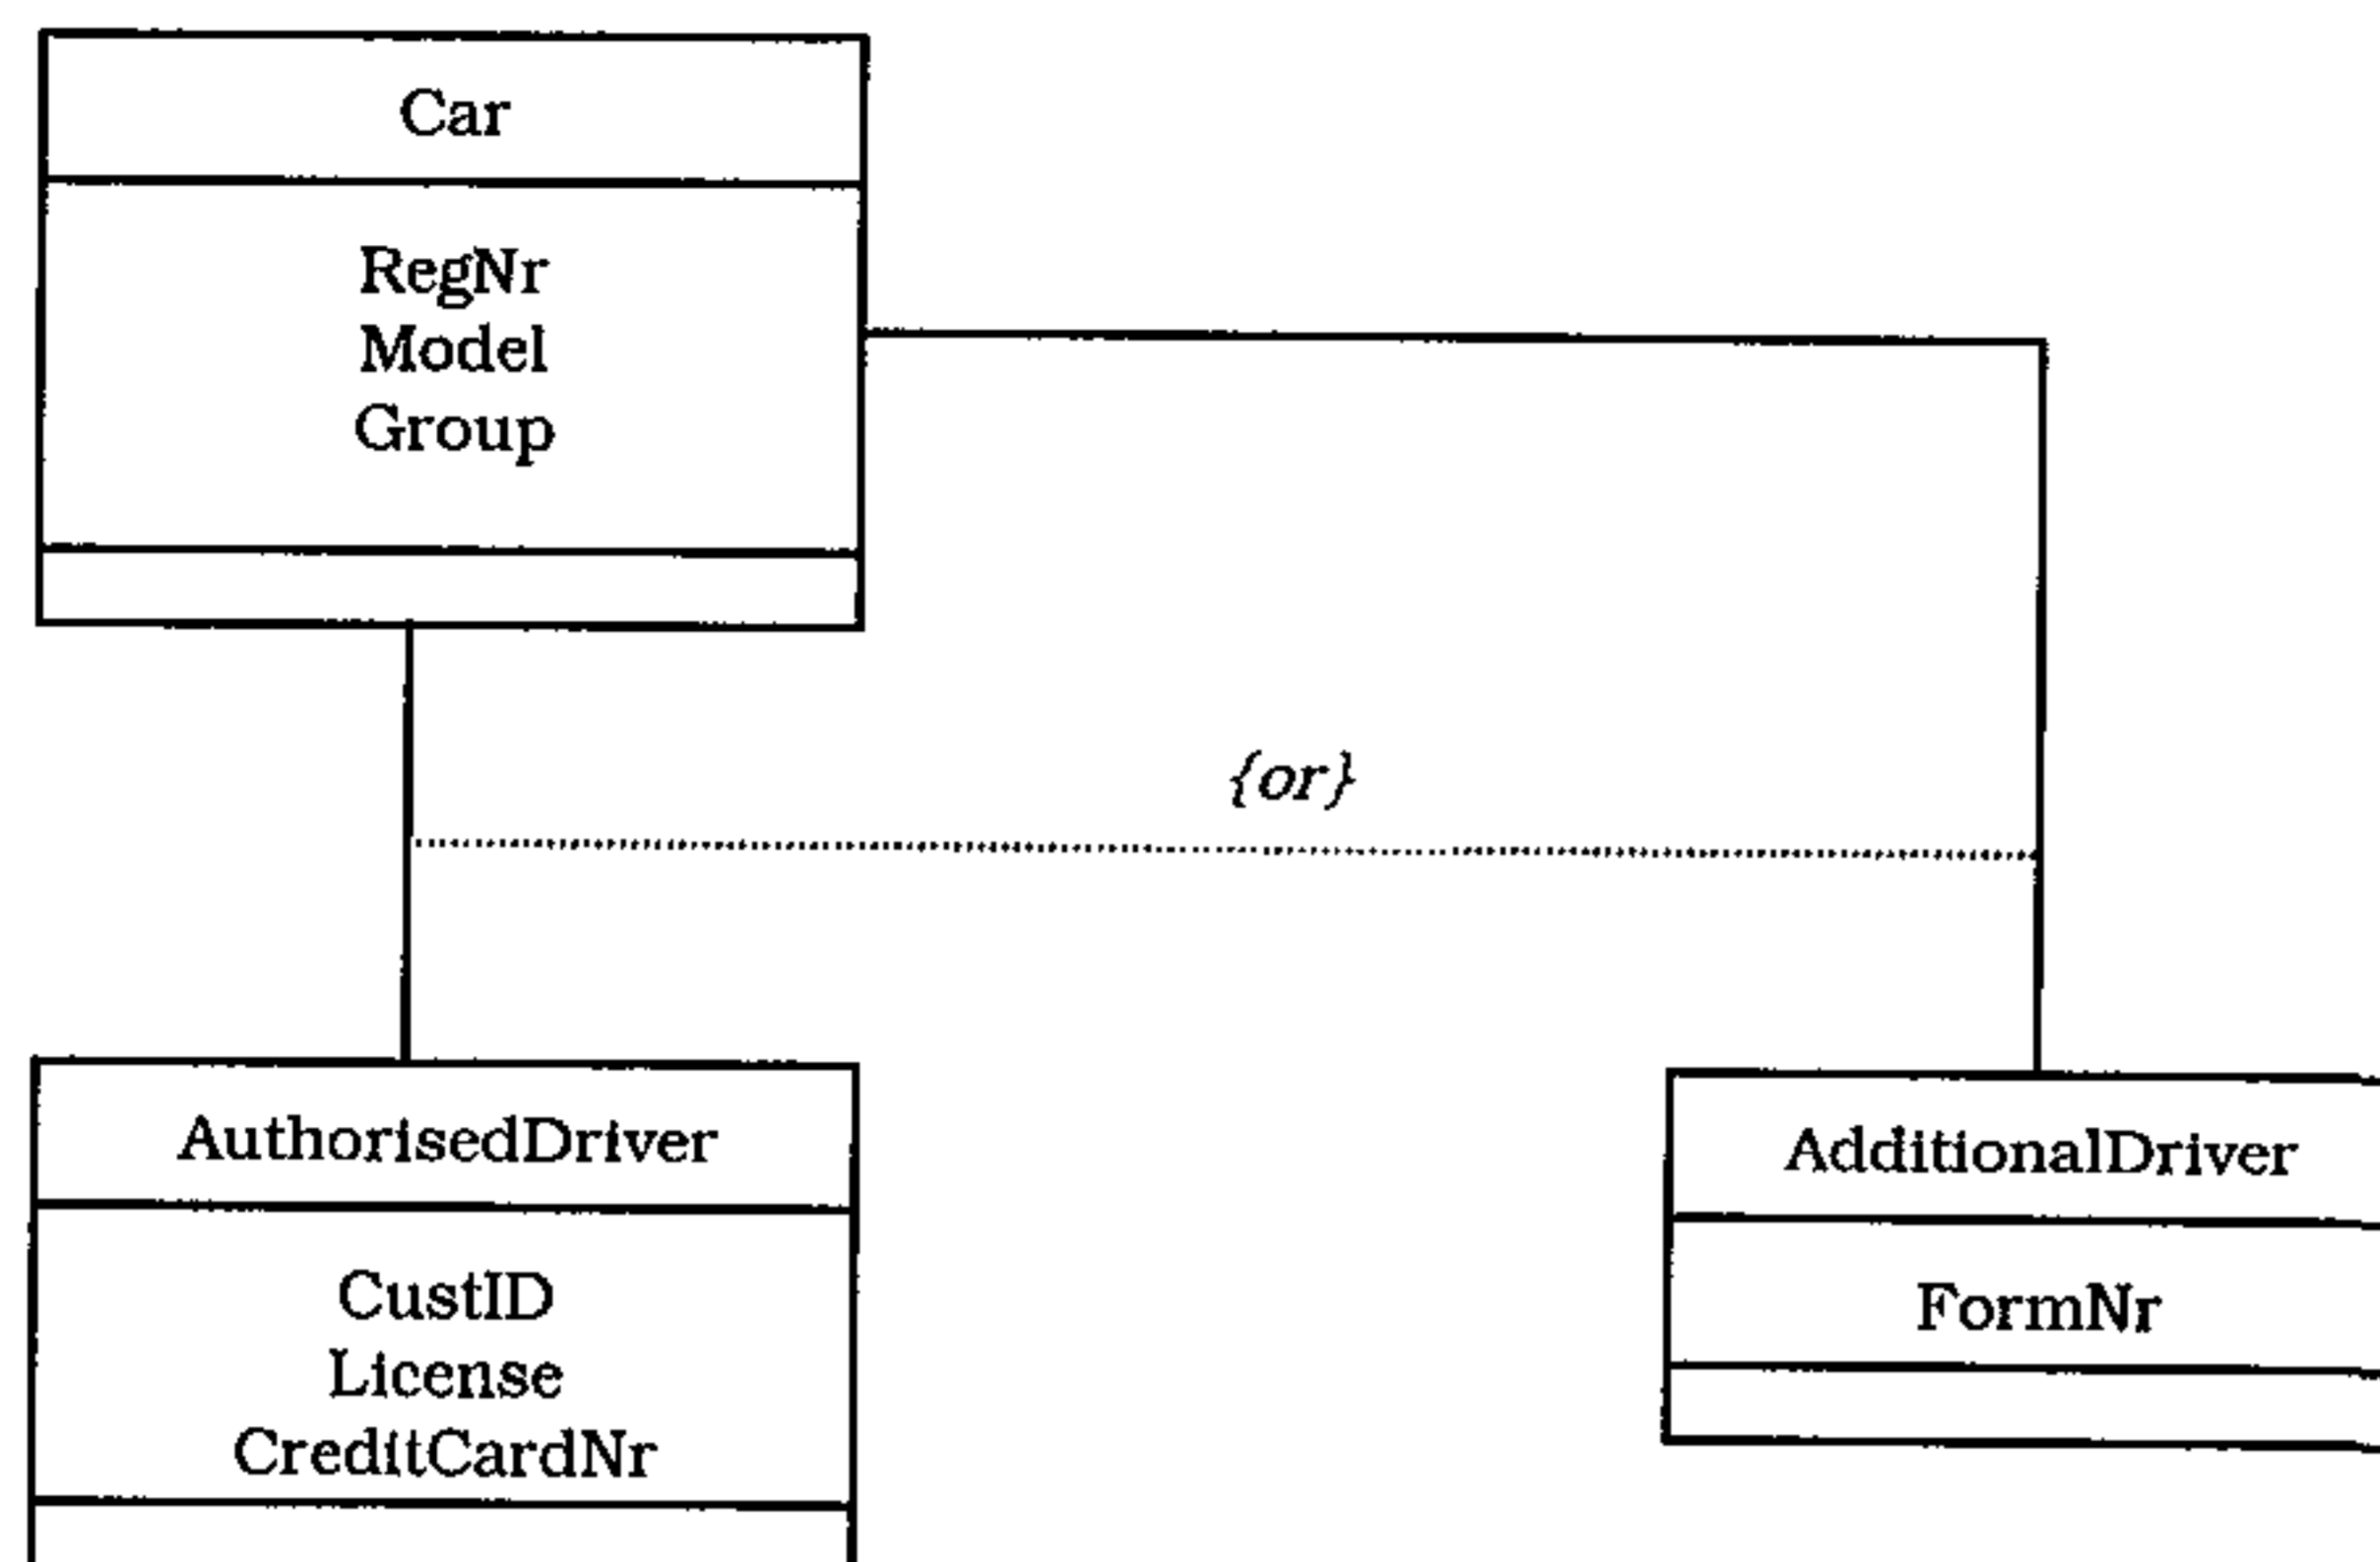 Car
RegNr
Model
Group
{or}
AuthorisedDriver
CustID
License
CreditCardNr
AdditionalDriver
FormNr